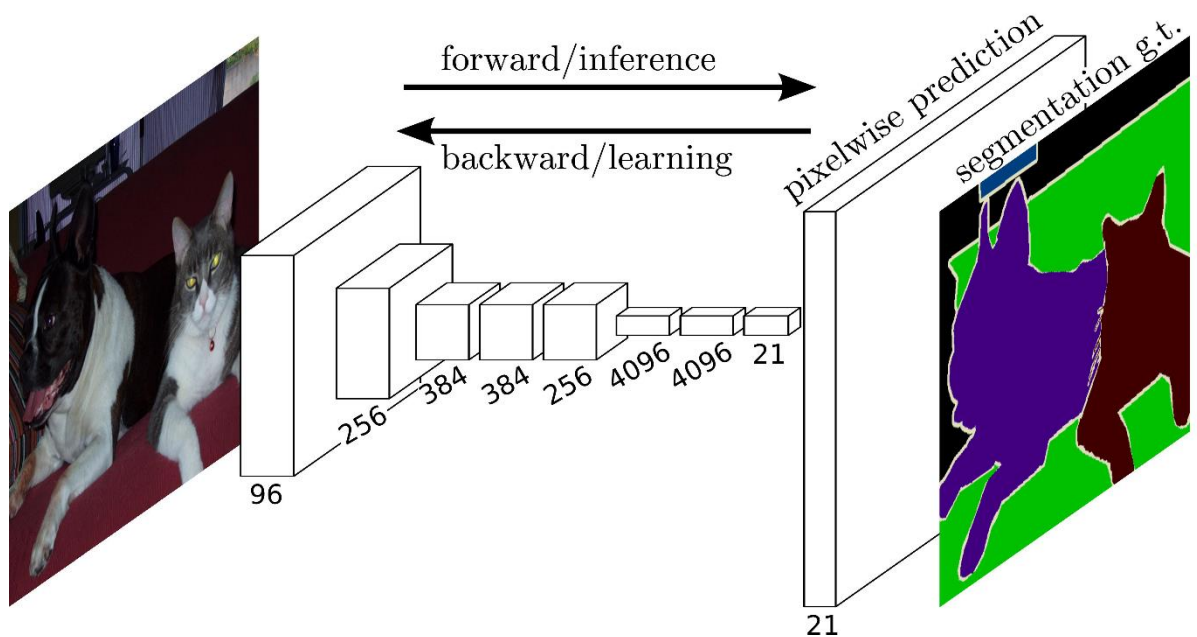 forward/inference
backward/learning
pixelwise prediction
segmentation g.t.
96
256
384
384
256
4096
4096
21
21